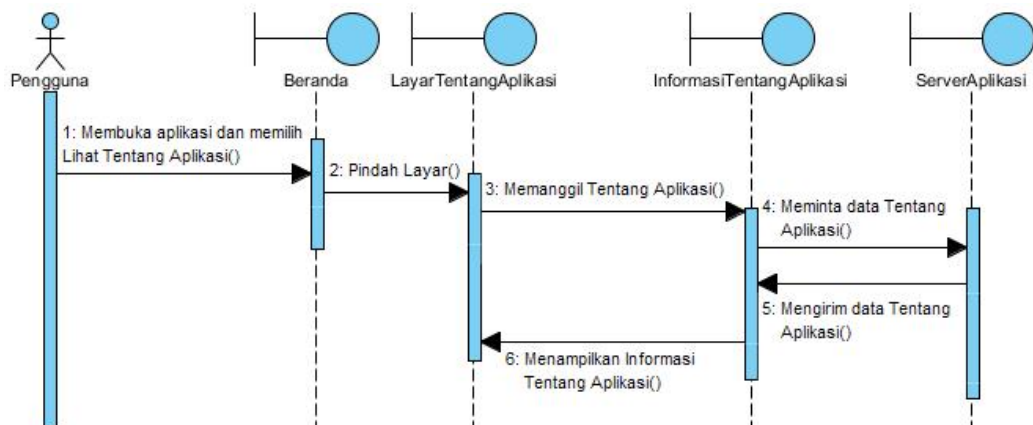 Pengguna
Beranda
LayarTentangAplikasi
InformasiTentangAplikasi
ServerAplikasi
1: Membuka aplikasi dan memilih
Lihat Tentang Aplikasi()
2: Pindah Layar()
3: Memanggil Tentang Aplikasi()
4: Meminta data Tentang
Aplikasi()
5: Mengirim data Tentang
Aplikasi()
6: Menampilkan Informasi
Tentang Aplikasi()